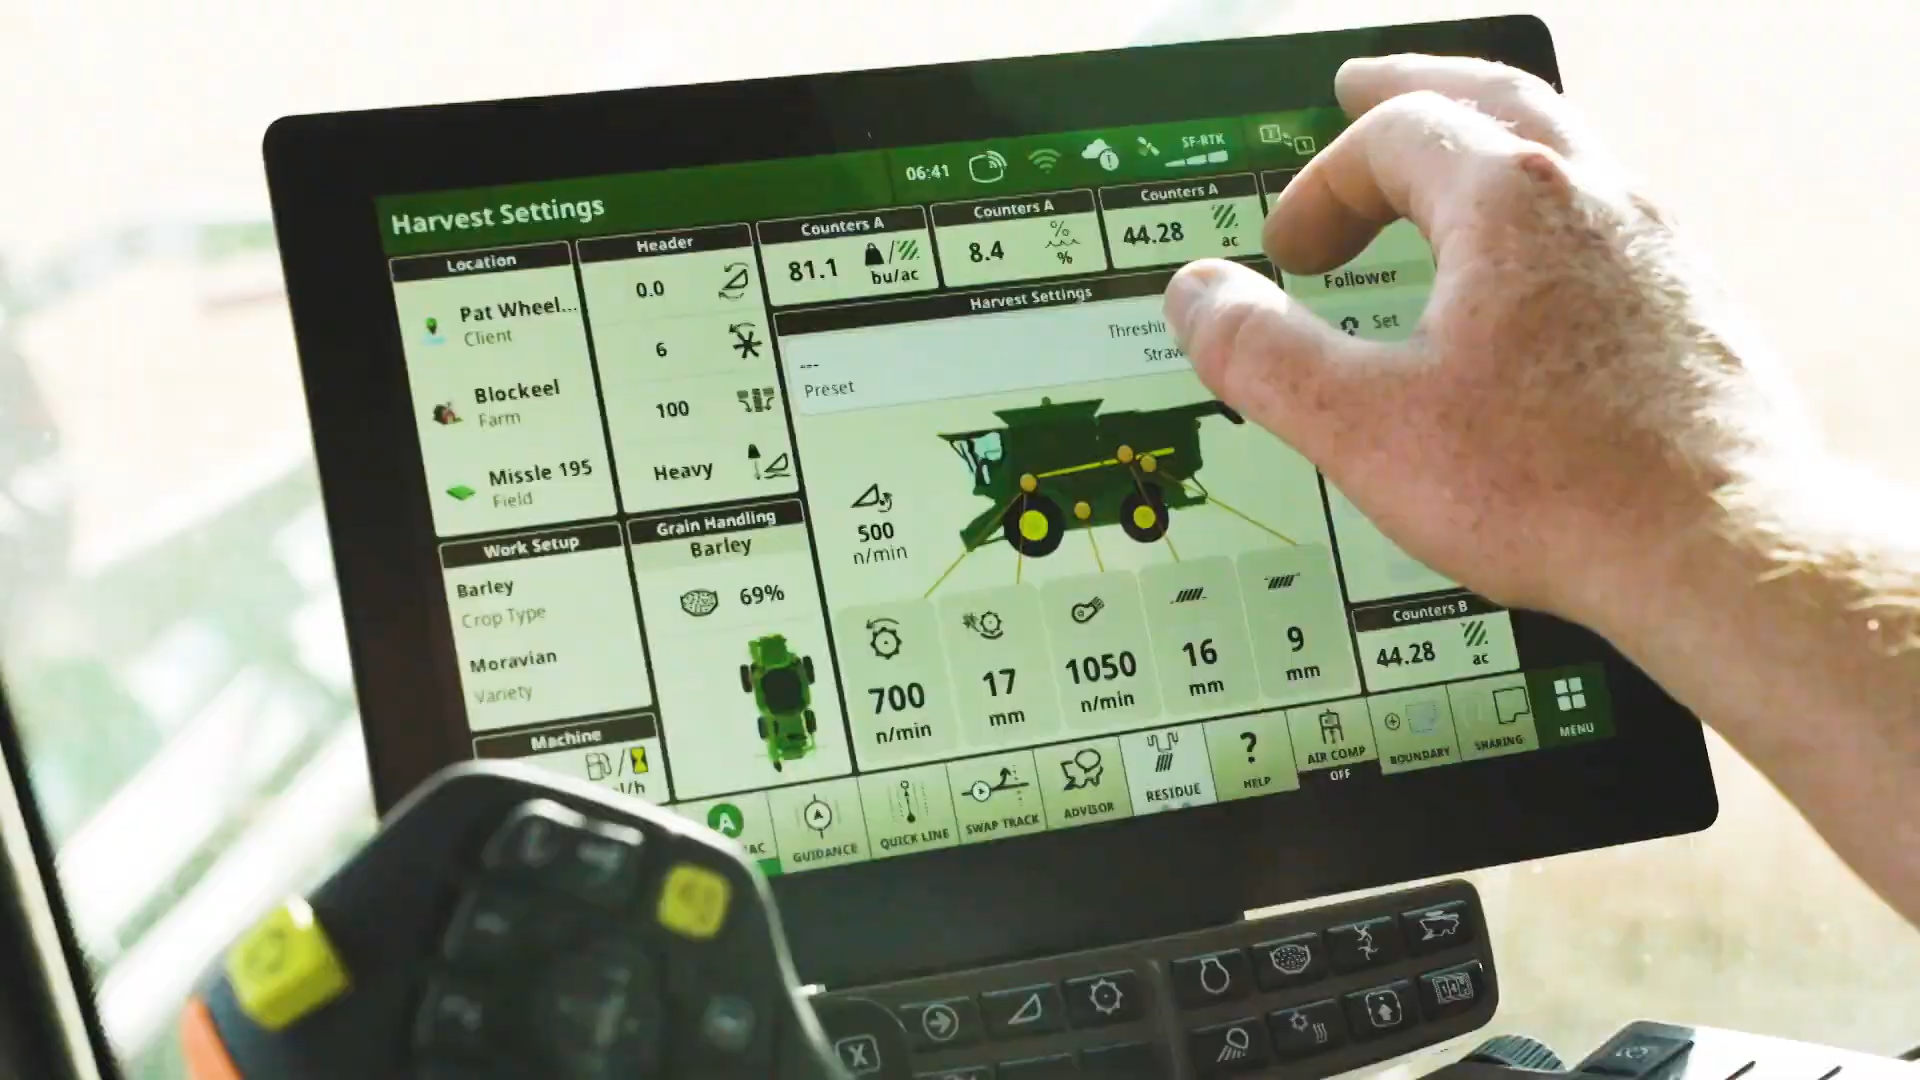 06:41
SF-RTK
Harvest Settings
Location
Pat Wheel...
Client
Blockeel
Farm
Missle 195
Field
Work Setup
Barley
Crop Type
Moravian
Variety
Machine
Header
0.0
6
100
Heavy
Grain Handling
Barley
69%
Counters A
81.1
bu/ac
Counters A
8.4
%
%
Counters A
44.28
ac
Harvest Settings
---
Preset
500
n/min
700
n/min
17
mm
1050
n/min
16
mm
9
mm
Follower
Set
Counters B
44.28
ac
A
GUIDANCE
QUICK LINE
SWAP TRACK
ADVISOR
RESIDUE
?
HELP
AIR COMP
OFF
BOUNDARY
SHARING
MENU
X